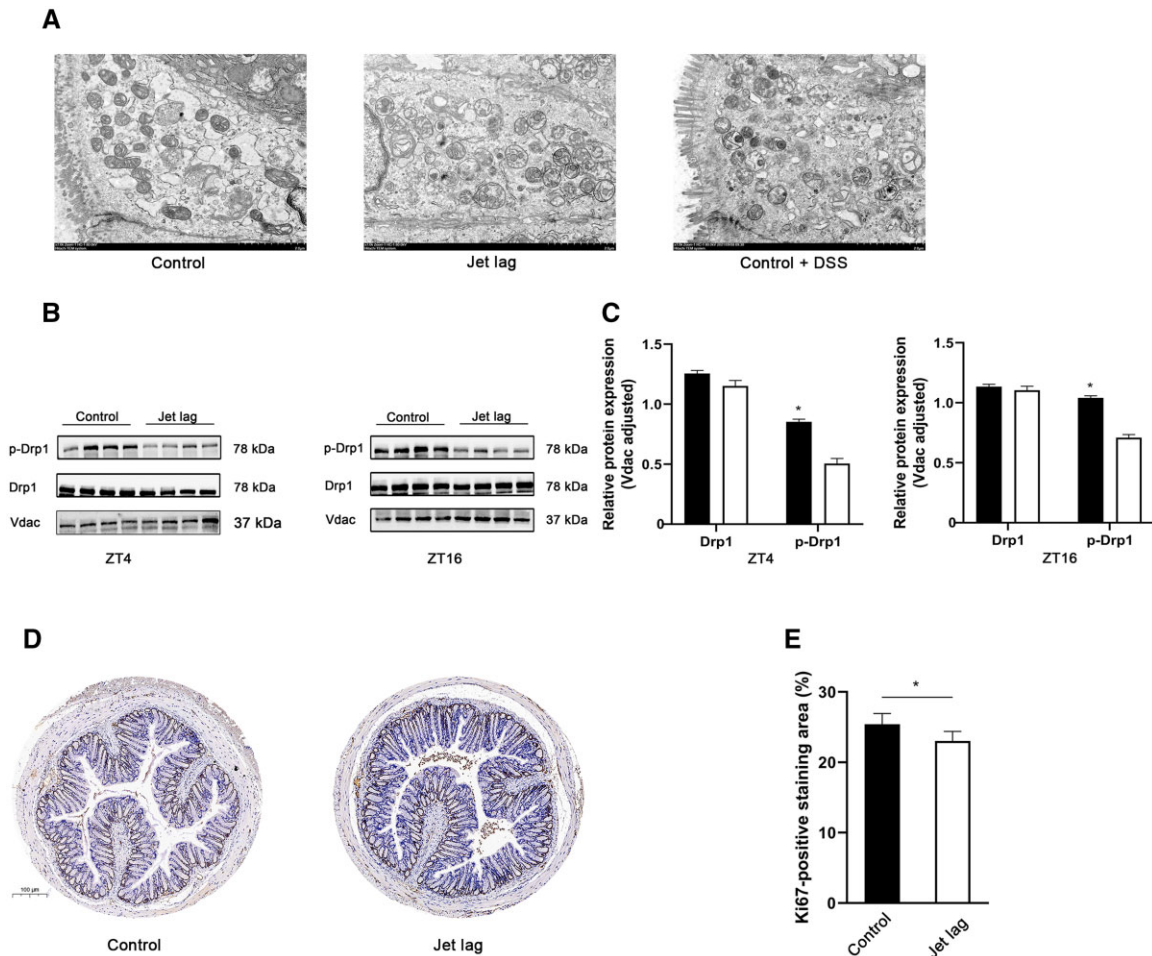 A
Control
Jet lag
Control + DSS
B
Control Jet lag
p-Drp1 78 kDa
Drp1 78 kDa
Vdac 37 kDa
ZT4
Control Jet lag
p-Drp1 78 kDa
Drp1 78 kDa
Vdac 37 kDa
ZT16
C
Relative protein expression
(Vdac adjusted)
1.5
1.0
0.5
0
*
Drp1 p-Drp1
ZT4
Relative protein expression
(Vdac adjusted)
1.5
1.0
0.5
0
*
Drp1 p-Drp1
ZT16
D
100 μm
Control
Jet lag
E
Ki67-positive staining area (%)
30
20
10
0
*
Control
Jet lag